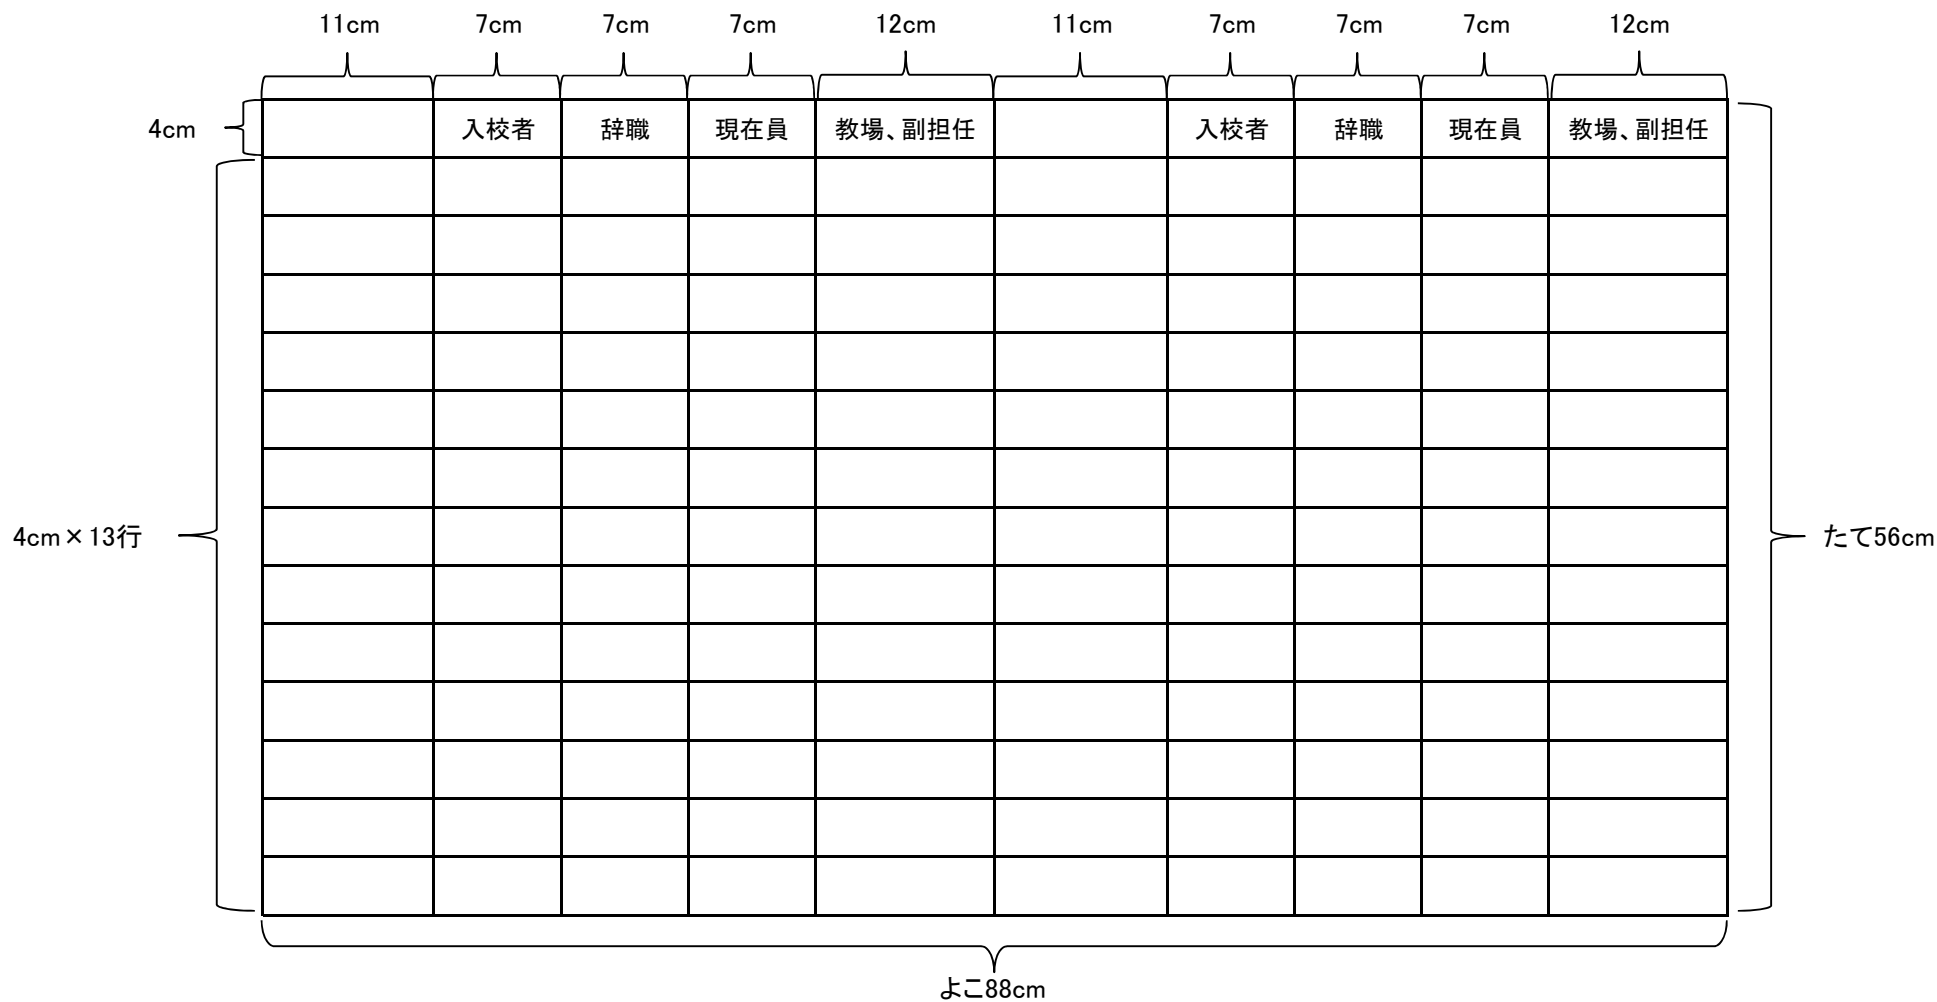 11cm 7cm 7cm 7cm 12cm 11cm 7cm 7cm 7cm 12cm
4cm 入校者 辞職 現在員 教場、副担任 入校者 辞職 現在員 教場、副担任
4cm×13行 たて56cm
よこ88cm